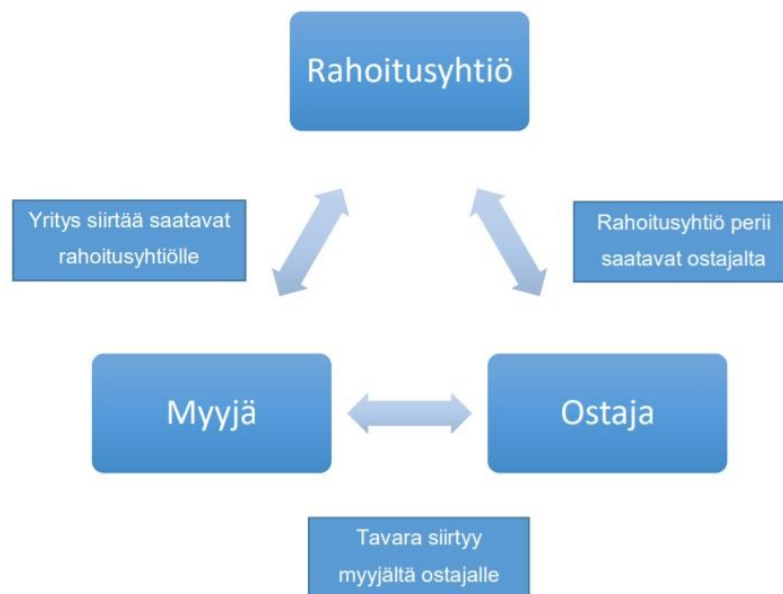 Rahoitusyhtiö
Yritys siirtää saatavat
rahoitusyhtiölle
Rahoitusyhtiö perii
saatavat ostajalta
Myyjä
Ostaja
Tavara siirtyy
myyjältä ostajalle